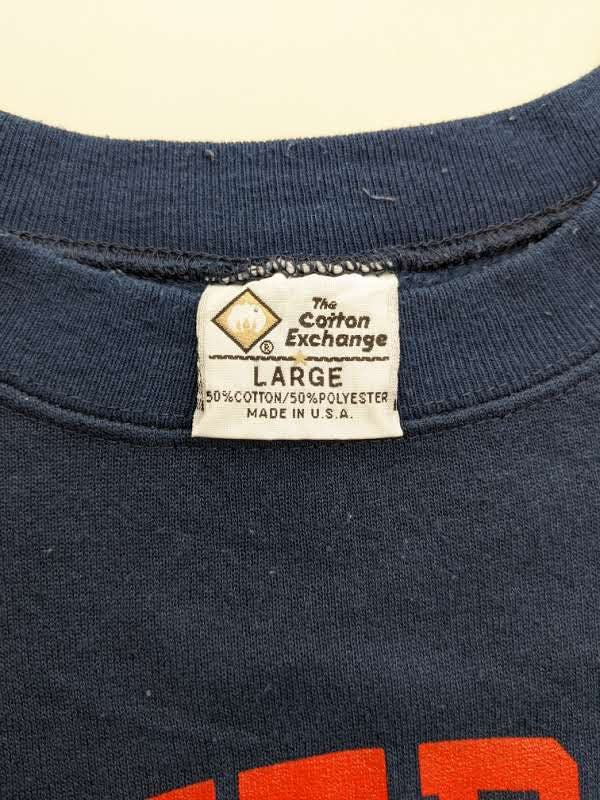 The
Cotton
Exchange
®
LARGE
50%COTTON/50%POLYESTER
MADE IN U.S.A.